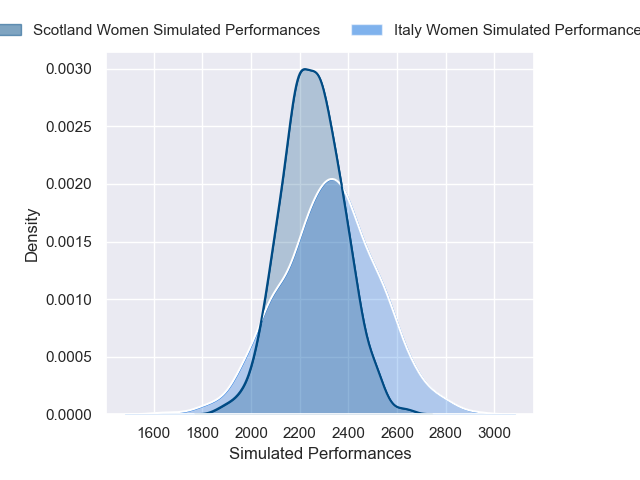 Scotland Women Simulated Performances Italy Women Simulated Performance
0.0030
0.0025
0.0020
0.0015
0.0010
0.0005
0.0000
Density
1600 1800 2000 2200 2400 2600 2800 3000
Simulated Performances